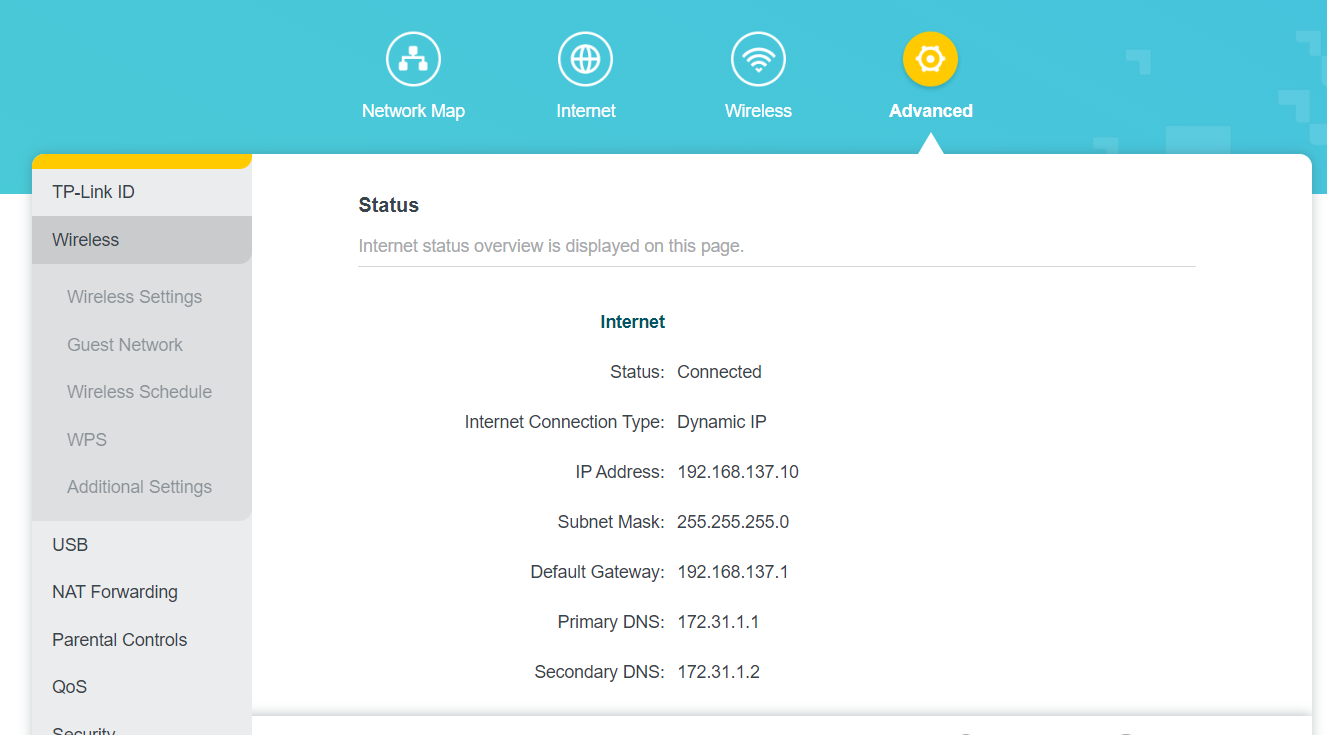 Network Map
Internet
Wireless
Advanced
TP-Link ID
Wireless
Wireless Settings
Guest Network
Wireless Schedule
WPS
Additional Settings
USB
NAT Forwarding
Parental Controls
QoS
Security
Status
Internet status overview is displayed on this page.
Internet
Status: Connected
Internet Connection Type: Dynamic IP
IP Address: 192.168.137.10
Subnet Mask: 255.255.255.0
Default Gateway: 192.168.137.1
Primary DNS: 172.31.1.1
Secondary DNS: 172.31.1.2